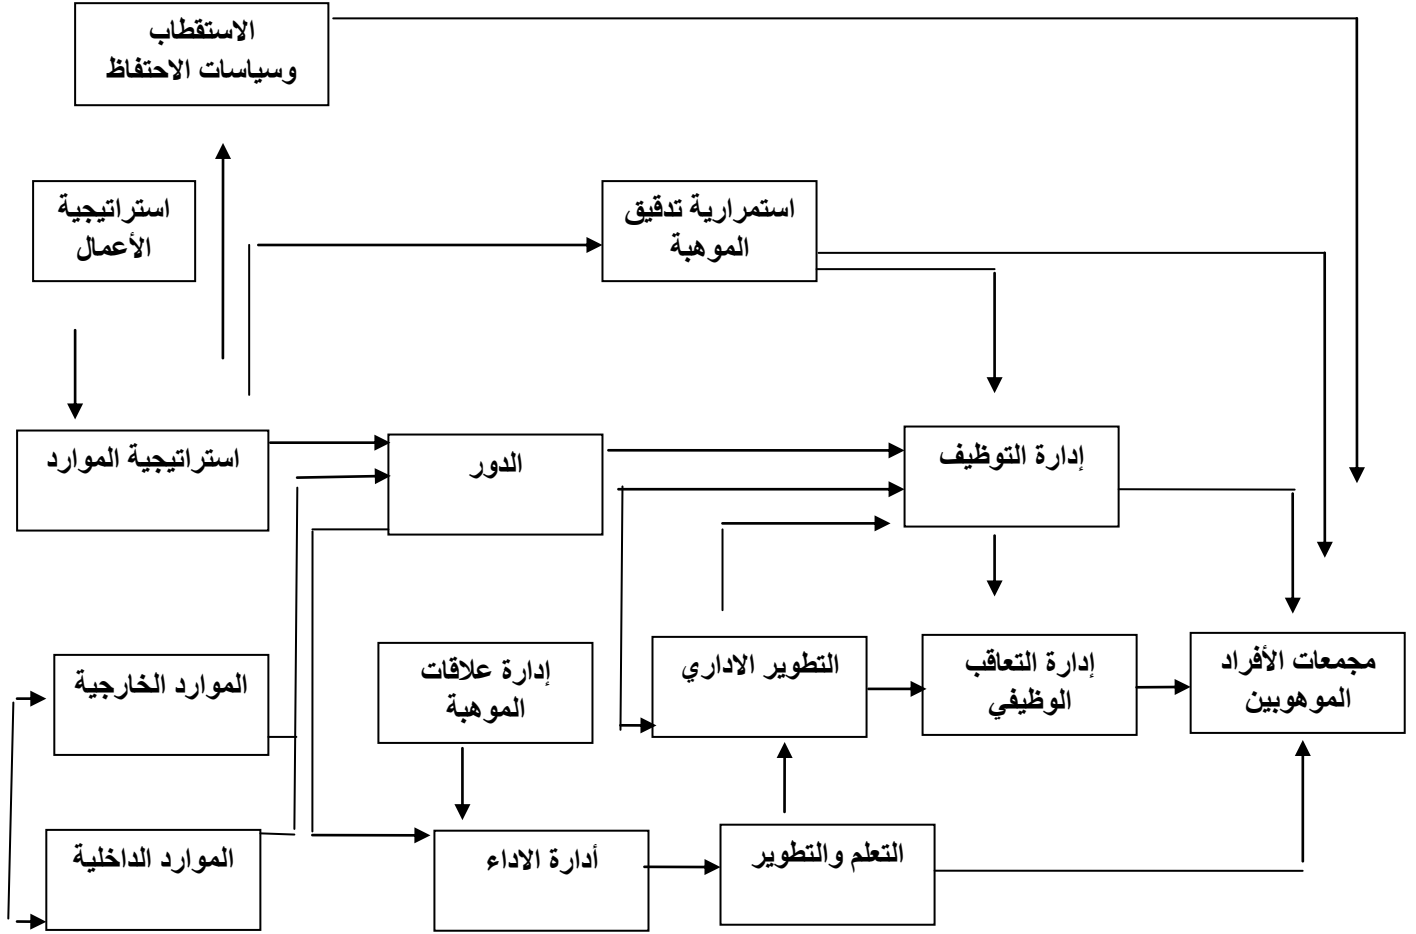 الاستقطاب
وسياسات الاحتفاظ
استراتيجية
الأعمال
استمرارية تدقيق
الموهبة
استراتيجية الموارد
الدور
إدارة التوظيف
الموارد الخارجية
إدارة علاقات
الموهبة
التطوير الاداري
إدارة التعاقب
الوظيفي
مجمعات الأفراد
الموهوبين
الموارد الداخلية
أدارة الاداء
التعلم والتطوير